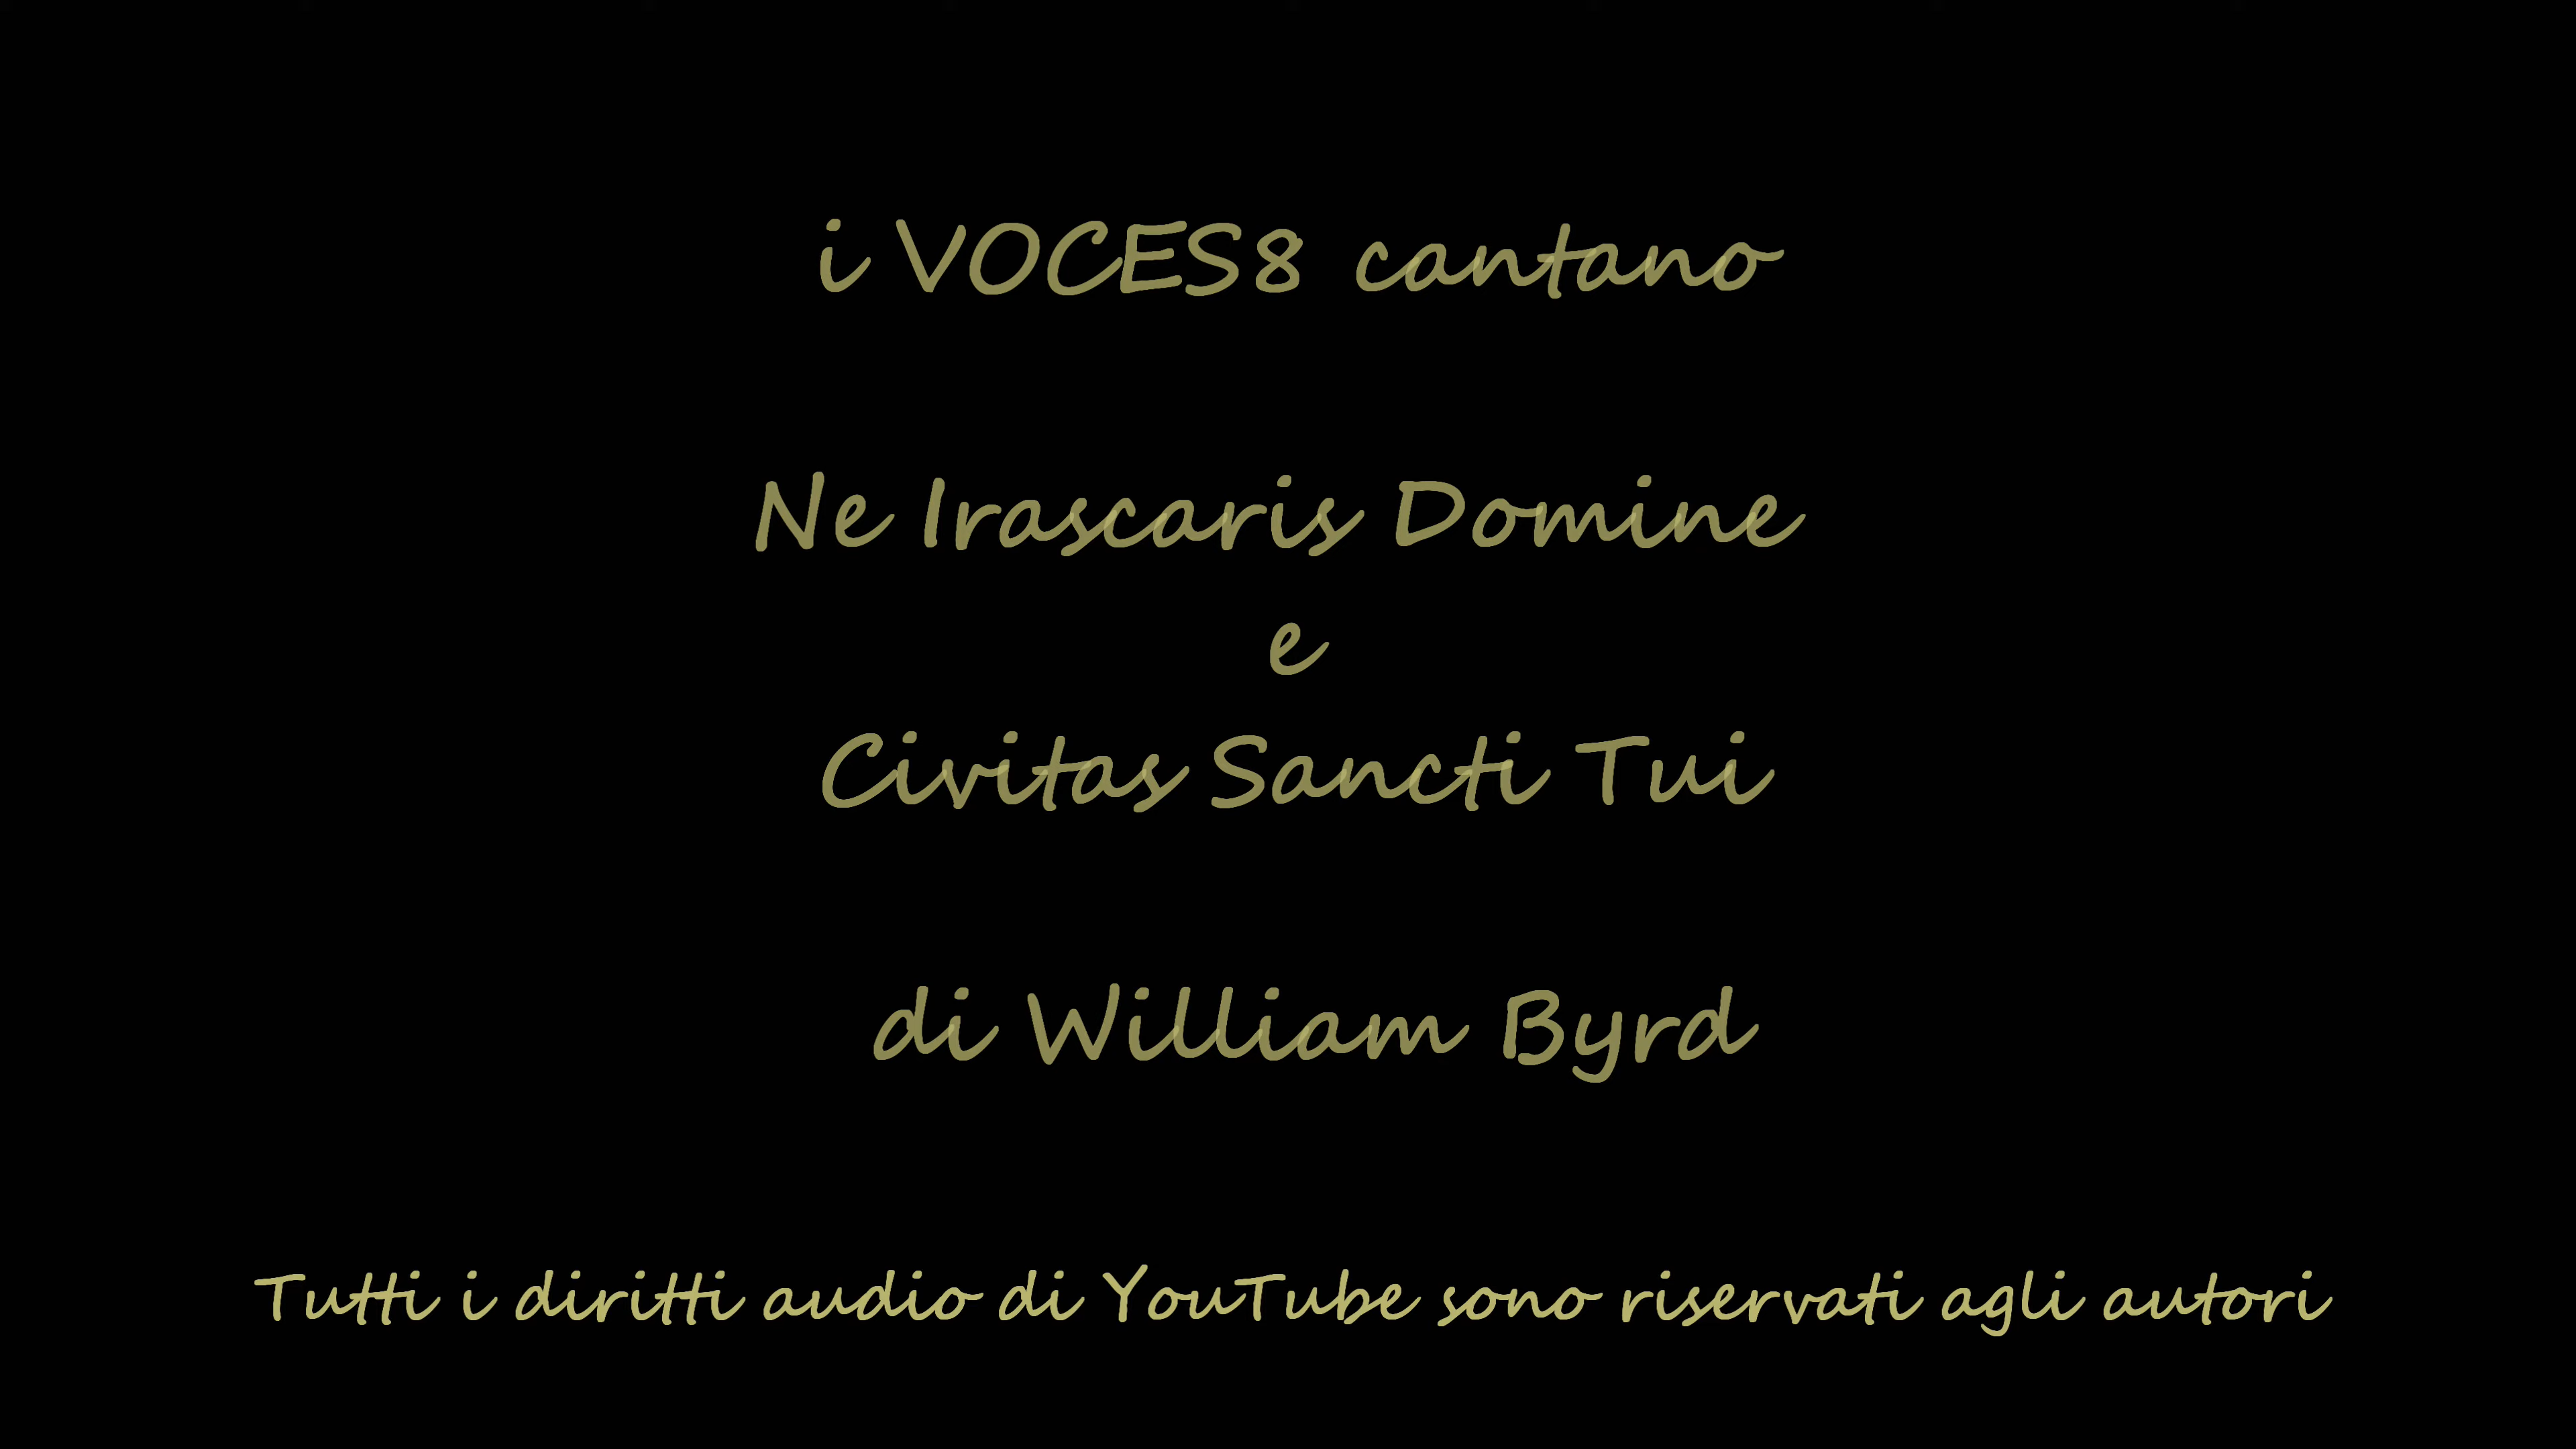 i VOCES8 cantano
Ne Irascaris Domine
e
Civitas Sancti Tui
di William Byrd
Tutti i diritti audio di YouTube sono riservati agli autori